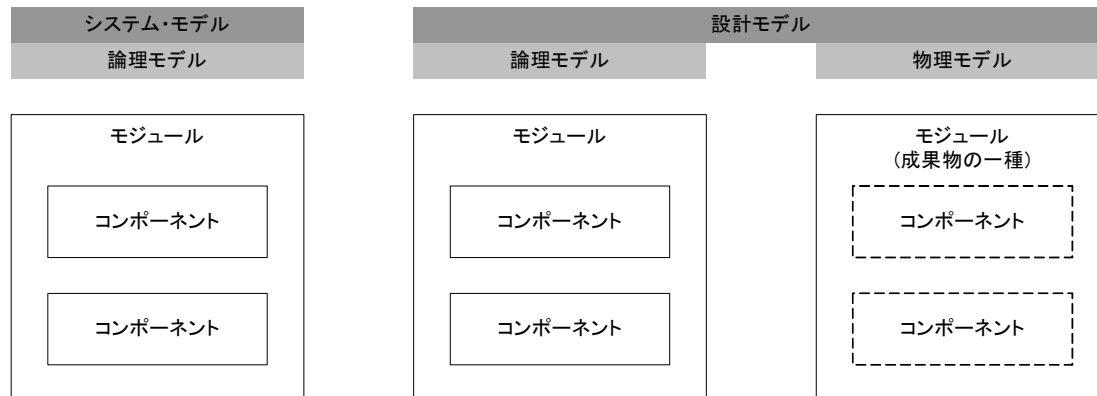 システム・モデル
設計モデル
論理モデル
論理モデル
物理モデル
モジュール
コンポーネント
コンポーネント
モジュール
コンポーネント
コンポーネント
モジュール
(成果物の一種)
コンポーネント
コンポーネント